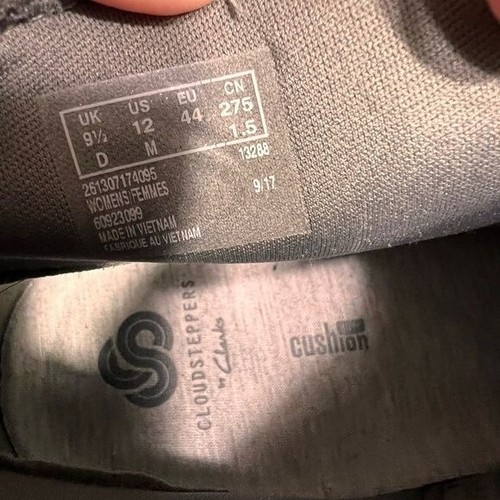 UK US EU CN
9½ 12 44 275
D M 1.5
13288
261307174095
WOMENS FEMMES
9/17
60923099
MADE IN VIETNAM
FABRIQUE AU VIETNAM
CLOUDSTEPPERS
BY Clarks
cushion